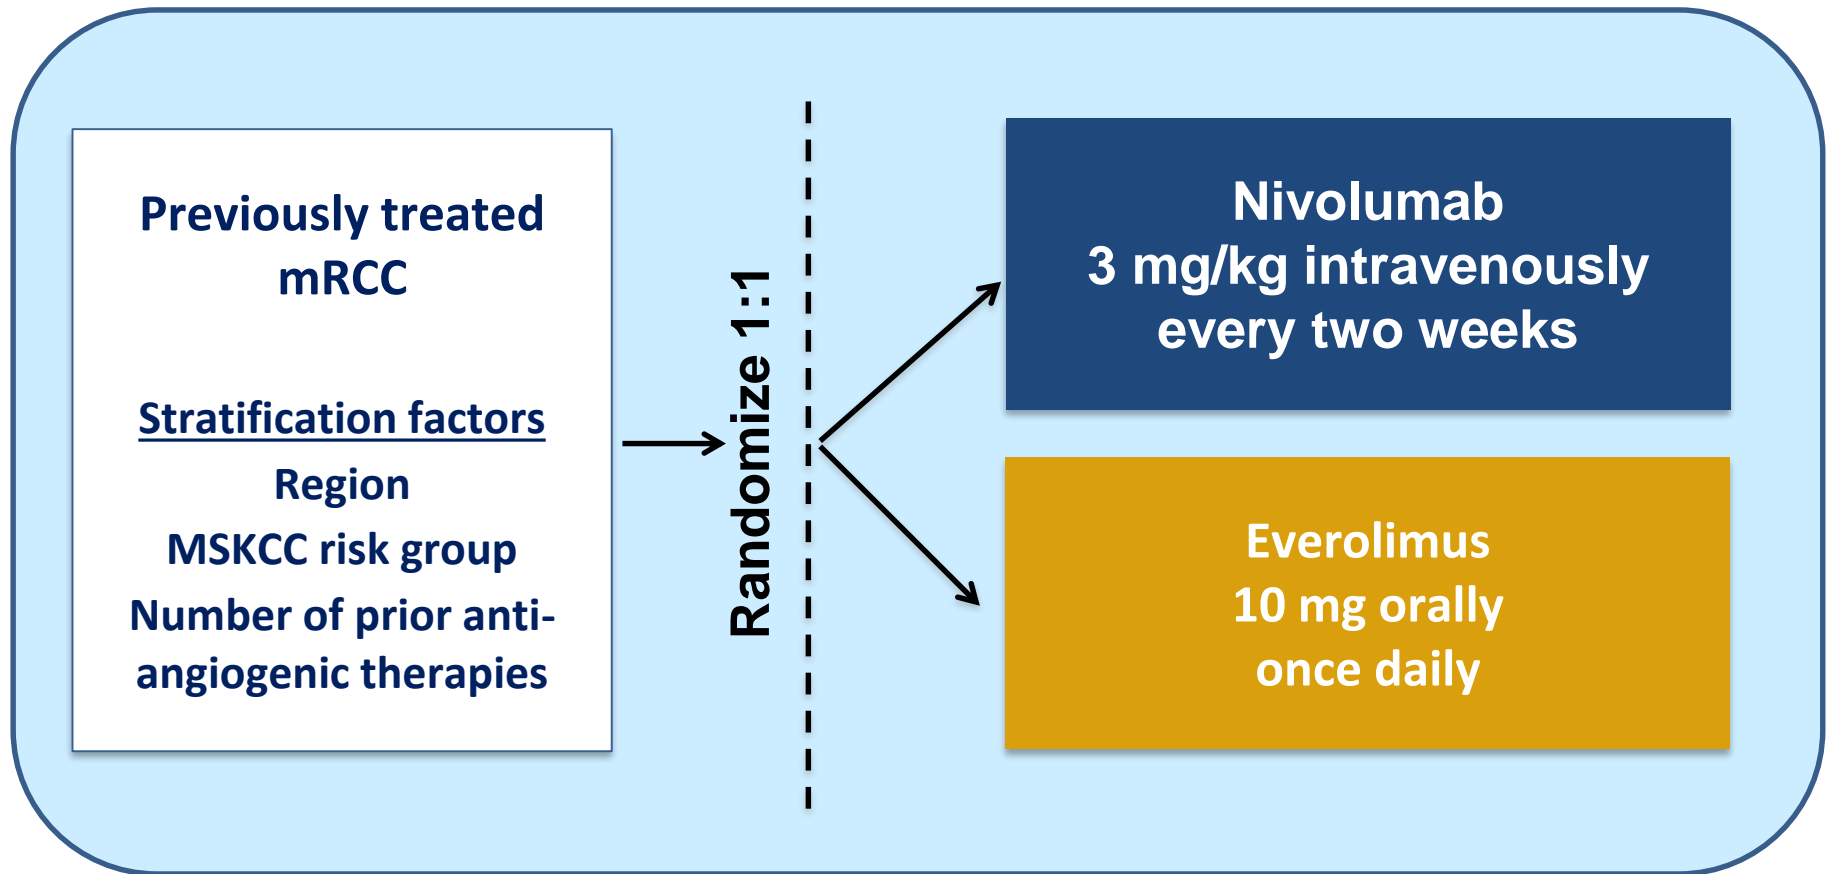 Previously treated
mRCC
Stratification factors
Region
MSKCC risk group
Number of prior anti-
angiogenic therapies
Randomize 1:1
Nivolumab
3 mg/kg intravenously
every two weeks
Everolimus
10 mg orally
once daily